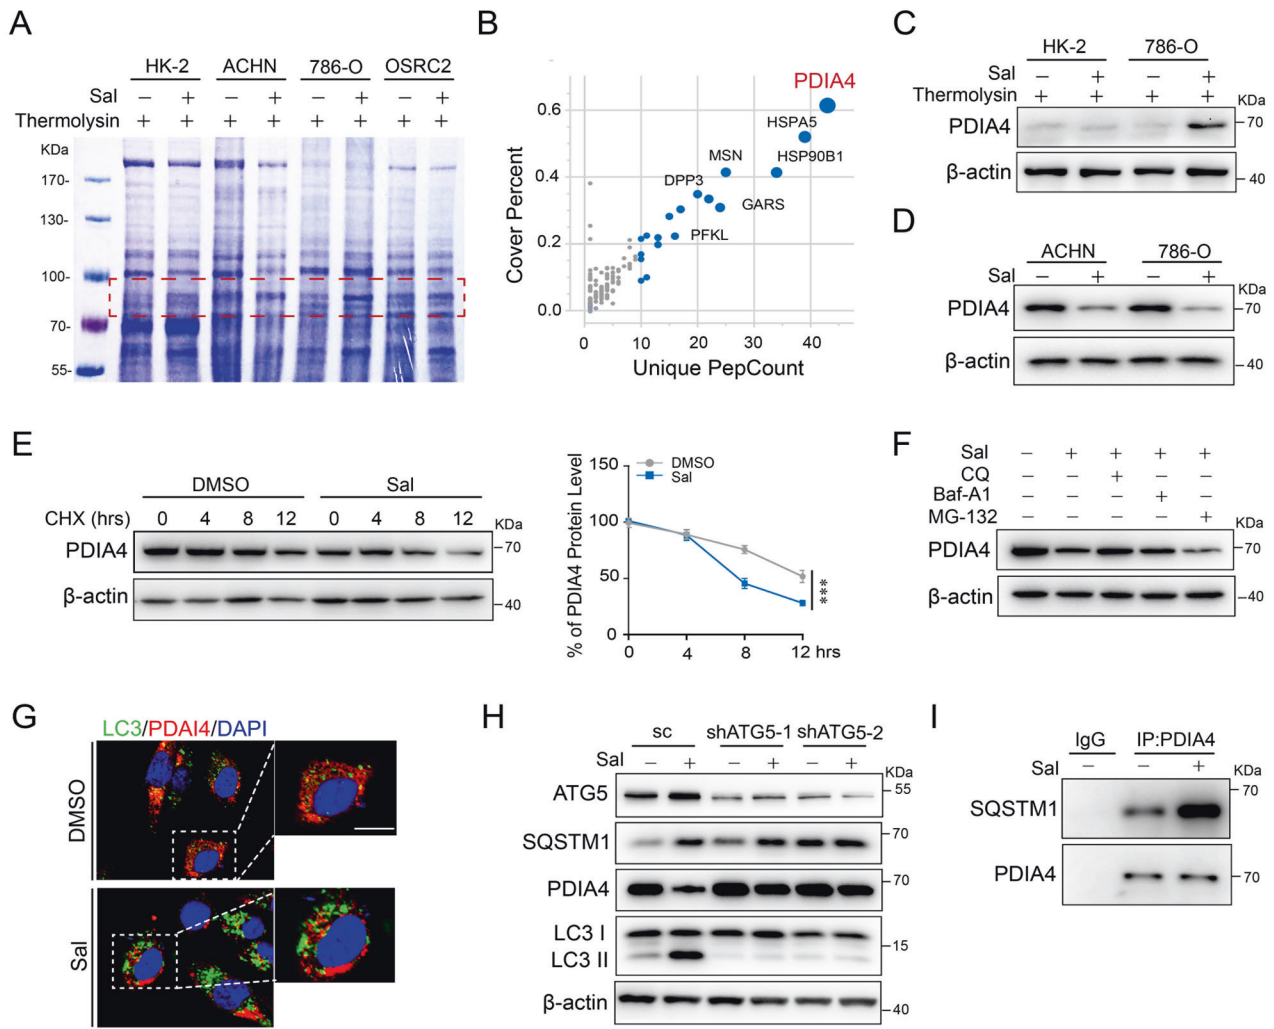 A
HK-2 ACHN 786-O OSRC2
Sal − + − + − + − +
Thermolysin + + + + + + + +
KDa
170-
130-
100-
70-
55-
B
PDIA4
HSPA5
HSP90B1
MSN
DPP3
GARS
PFKL
Cover Percent
0.6
0.4
0.2
0.0
0 10 20 30 40
Unique PepCount
C
HK-2 786-O
Sal − + − +
Thermolysin + + + +
KDa
PDIA4 −70
β-actin −40
D
ACHN 786-O
Sal − + − +
PDIA4 −70
β-actin −40
E
DMSO Sal
CHX (hrs) 0 4 8 12 0 4 8 12
KDa
PDIA4 −70
β-actin −40
% of PDIA4 Protein Level
150
100
50
0
0 4 8 12 hrs
DMSO
Sal
***
F
Sal − + + + +
CQ − − + − −
Baf-A1 − − − + −
MG-132 − − − − +
KDa
PDIA4 −70
β-actin −40
G
LC3/PDAI4/DAPI
DMSO
Sal
H
sc shATG5-1 shATG5-2
Sal − + − + − +
KDa
ATG5 −55
SQSTM1 −70
PDIA4 −70
LC3 I
−15
LC3 II
β-actin −40
I
IgG IP:PDIA4
Sal − − +
KDa
−70
SQSTM1
PDIA4 −70